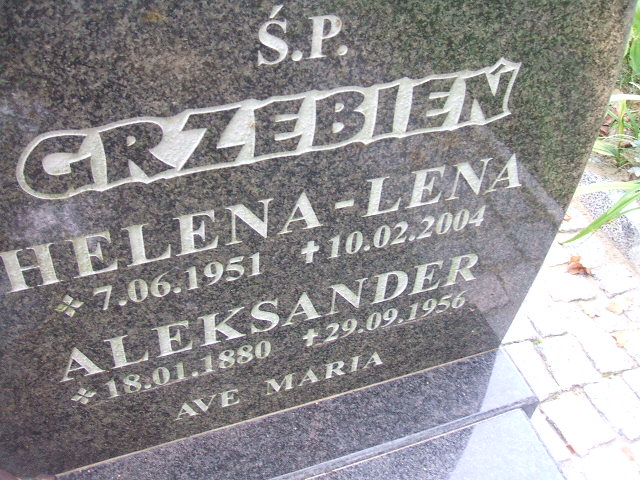 Ś.P.
GRZEBIEŃ
HELENA-LENA
7.06.1951 ✝10.02.2004
ALEKSANDER
18.01.1880 ✝29.09.1956
AVE MARIA